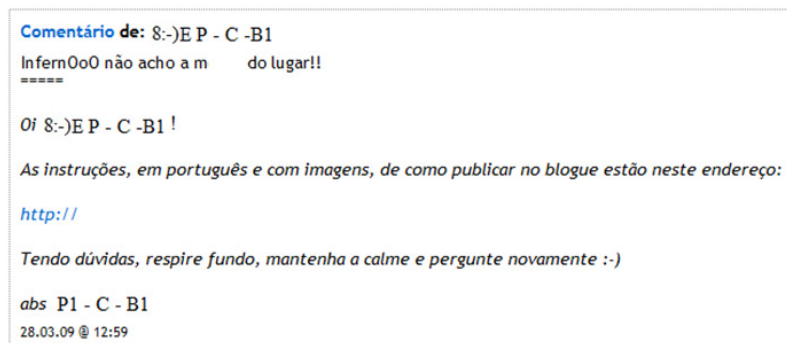 Comentário de: 8:-)E P - C -B1
Infern0o0 não acho a m do lugar!!
=====
Oi 8:-)E P - C -B1 !
As instruções, em português e com imagens, de como publicar no blogue estão neste endereço:
http://
Tendo dúvidas, respire fundo, mantenha a calme e pergunte novamente :-)
abs P1 - C - B1
28.03.09 @ 12:59